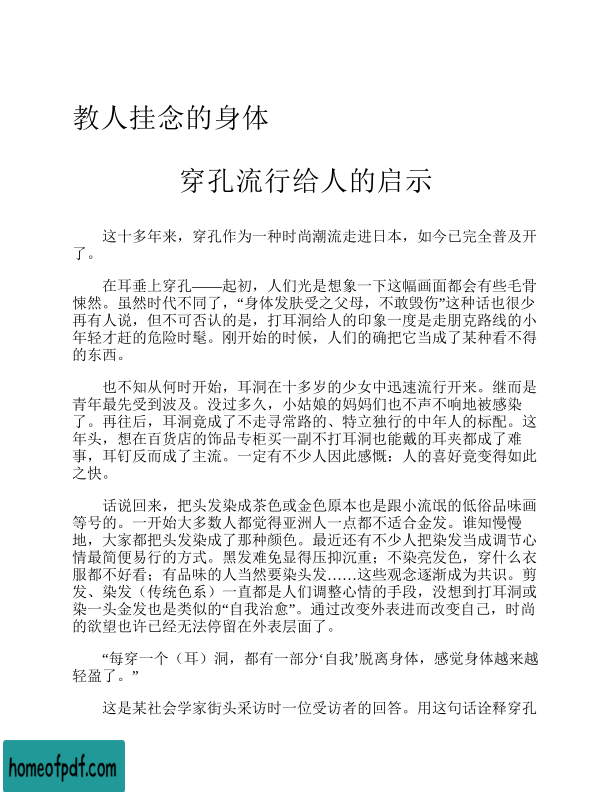 教人挂念的身体
穿孔流行给人的启示
这十多年来，穿孔作为一种时尚潮流走进日本，如今已完全普及开
了。
在耳垂上穿孔——起初，人们光是想象一下这幅画面都会有些毛骨
悚然。虽然时代不同了，“身体发肤受之父母，不敢毁伤”这种话也很少
再有人说，但不可否认的是，打耳洞给人的印象一度是走朋克路线的小
年轻才赶的危险时髦。刚开始的时候，人们的确把它当成了某种看不得
的东西。
也不知从何时开始，耳洞在十多岁的少女中迅速流行开来。继而是
青年最先受到波及。没过多久，小姑娘的妈妈们也不声不响地被感染
了。再往后，耳洞竟成了不走寻常路的、特立独行的中年人的标配。这
年头，想在百货店的饰品专柜买一副不打耳洞也能戴的耳夹都成了难
事，耳钉反而成了主流。一定有不少人因此感慨：人的喜好竟变得如此
之快。
话说回来，把头发染成茶色或金色原本也是跟小流氓的低俗品味画
等号的。一开始大多数人都觉得亚洲人一点都不适合金发。谁知慢慢
地，大家都把头发染成了那种颜色。最近还有不少人把染发当成调节心
情最简便易行的方式。黑发难免显得压抑沉重；不染亮发色，穿什么衣
服都不好看；有品味的人当然要染头发……这些观念逐渐成为共识。剪
发、染发（传统色系）一直都是人们调整心情的手段，没想到打耳洞或
染一头金发也是类似的“自我治愈”。通过改变外表进而改变自己，时尚
的欲望也许已经无法停留在外表层面了。
“每穿一个（耳）洞，都有一部分‘自我’脱离身体，感觉身体越来越
轻盈了。”
这是某社会学家街头采访时一位受访者的回答。用这句话诠释穿孔
homeofpdf.com